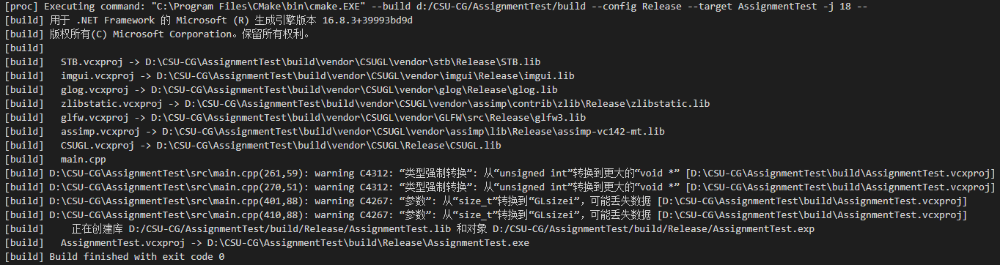 [proc] Executing command: "C:\Program Files\CMake\bin\cmake.EXE" --build d:/CSU-CG/AssignmentTest/build --config Release --target AssignmentTest -j 18 --
[build] 用于 .NET Framework 的 Microsoft (R) 生成引擎版本 16.8.3+39993bd9d
[build] 版权所有(C) Microsoft Corporation。保留所有权利。
[build]
[build]   STB.vcxproj -> D:\CSU-CG\AssignmentTest\build\vendor\CSUGL\vendor\stb\Release\STB.lib
[build]   imgui.vcxproj -> D:\CSU-CG\AssignmentTest\build\vendor\CSUGL\vendor\imgui\Release\imgui.lib
[build]   glog.vcxproj -> D:\CSU-CG\AssignmentTest\build\vendor\CSUGL\vendor\glog\Release\glog.lib
[build]   zlibstatic.vcxproj -> D:\CSU-CG\AssignmentTest\build\vendor\CSUGL\vendor\assimp\contrib\zlib\Release\zlibstatic.lib
[build]   glfw.vcxproj -> D:\CSU-CG\AssignmentTest\build\vendor\CSUGL\vendor\GLFW\src\Release\glfw3.lib
[build]   assimp.vcxproj -> D:\CSU-CG\AssignmentTest\build\vendor\CSUGL\vendor\assimp\lib\Release\assimp-vc142-mt.lib
[build]   CSUGL.vcxproj -> D:\CSU-CG\AssignmentTest\build\vendor\CSUGL\Release\CSUGL.lib
[build]   main.cpp
[build] D:\CSU-CG\AssignmentTest\src\main.cpp(261,59): warning C4312: “类型强制转换”: 从“unsigned int”转换到更大的“void *” [D:\CSU-CG\AssignmentTest\build\AssignmentTest.vcxproj]
[build] D:\CSU-CG\AssignmentTest\src\main.cpp(270,51): warning C4312: “类型强制转换”: 从“unsigned int”转换到更大的“void *” [D:\CSU-CG\AssignmentTest\build\AssignmentTest.vcxproj]
[build] D:\CSU-CG\AssignmentTest\src\main.cpp(401,88): warning C4267: “参数”: 从“size_t”转换到“GLsizei”，可能丢失数据 [D:\CSU-CG\AssignmentTest\build\AssignmentTest.vcxproj]
[build] D:\CSU-CG\AssignmentTest\src\main.cpp(410,88): warning C4267: “参数”: 从“size_t”转换到“GLsizei”，可能丢失数据 [D:\CSU-CG\AssignmentTest\build\AssignmentTest.vcxproj]
[build]     正在创建库 D:/CSU-CG/AssignmentTest/build/Release/AssignmentTest.lib 和对象 D:/CSU-CG/AssignmentTest/build/Release/AssignmentTest.exp
[build]   AssignmentTest.vcxproj -> D:\CSU-CG\AssignmentTest\build\Release\AssignmentTest.exe
[build] Build finished with exit code 0